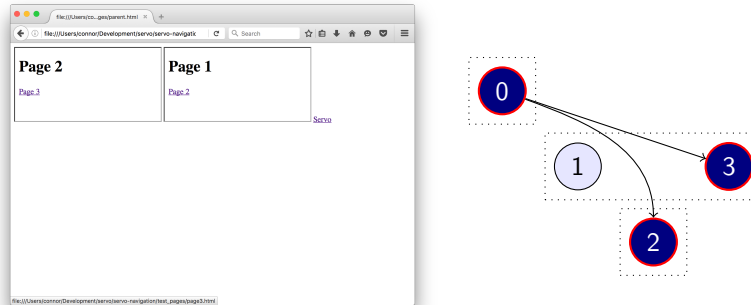 file:///Users/co...ges/parent.html
file:///Users/connor/Development/servo/servo-navigatic
Search
Page 2
Page 1
Page 3
Page 2
Servo
file:///Users/connor/Development/servo/servo-navigation/test_pages/page3.html
0
1
3
2